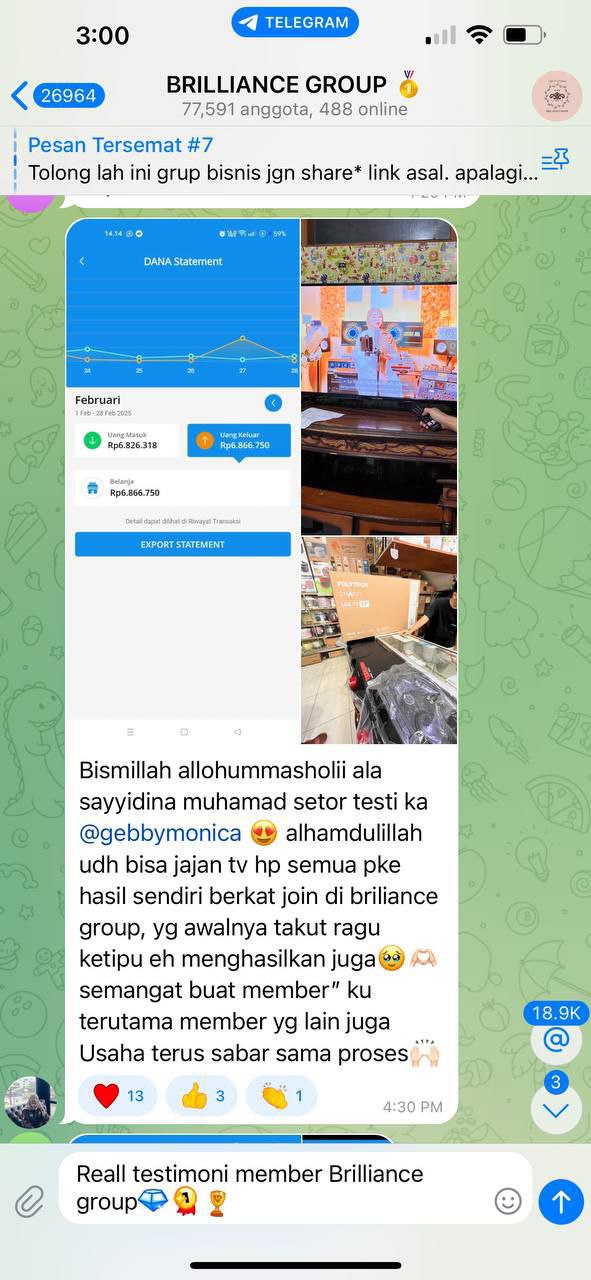 3:00
TELEGRAM
26964
BRILLIANCE GROUP 🏅
77,591 anggota, 488 online
Pesan Tersemat #7
Tolong lah ini grup bisnis jgn share* link asal. apalagi...
14.14
59%
DANA Statement
24 25 26 27 28
Februari
1 Feb - 28 Feb 2025
Uang Masuk
Rp6.826.318
Uang Keluar
Rp6.866.750
Belanja
Rp6.866.750
Detail dapat dilihat di Riwayat Transaksi
EXPORT STATEMENT
POLYTRON
Bismillah allohummasholii ala
sayyidina muhamad setor testi ka
@gebbymonica 😍 alhamdulillah
udh bisa jajan tv hp semua pke
hasil sendiri berkat join di briliance
group, yg awalnya takut ragu
ketipu eh menghasilkan juga🥹🫶🏻
semangat buat member” ku
terutama member yg lain juga
Usaha terus sabar sama proses🙌🏻
❤️ 13 👍 3 👏 1
4:30 PM
18.9K
@
3
Reall testimoni member Brilliance
group💎🏅🏆